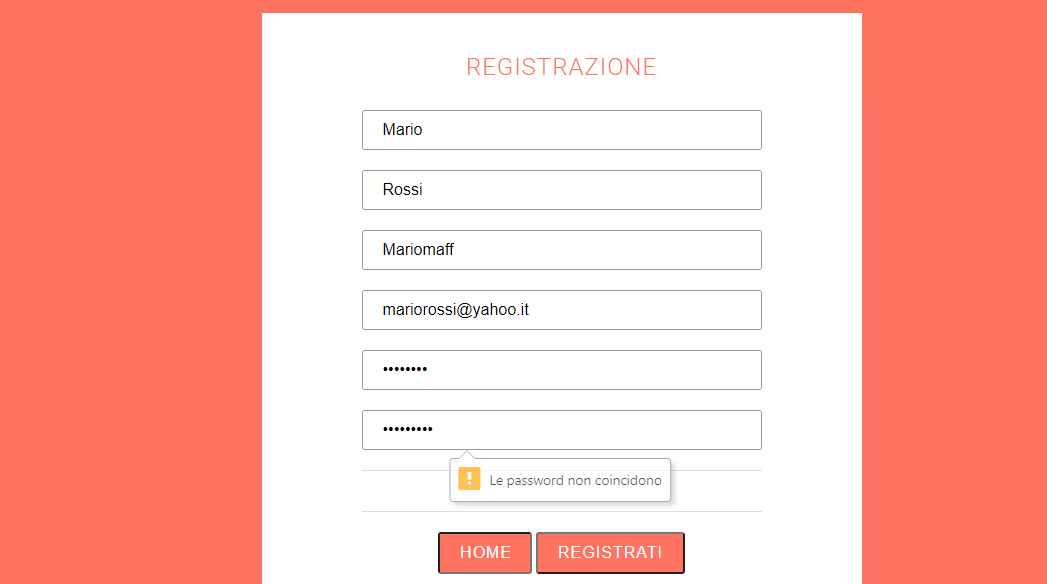 REGISTRAZIONE
Mario
Rossi
Mariomaff
mariorossi@yahoo.it
••••••••
•••••••••
Le password non coincidono
HOME REGISTRATI